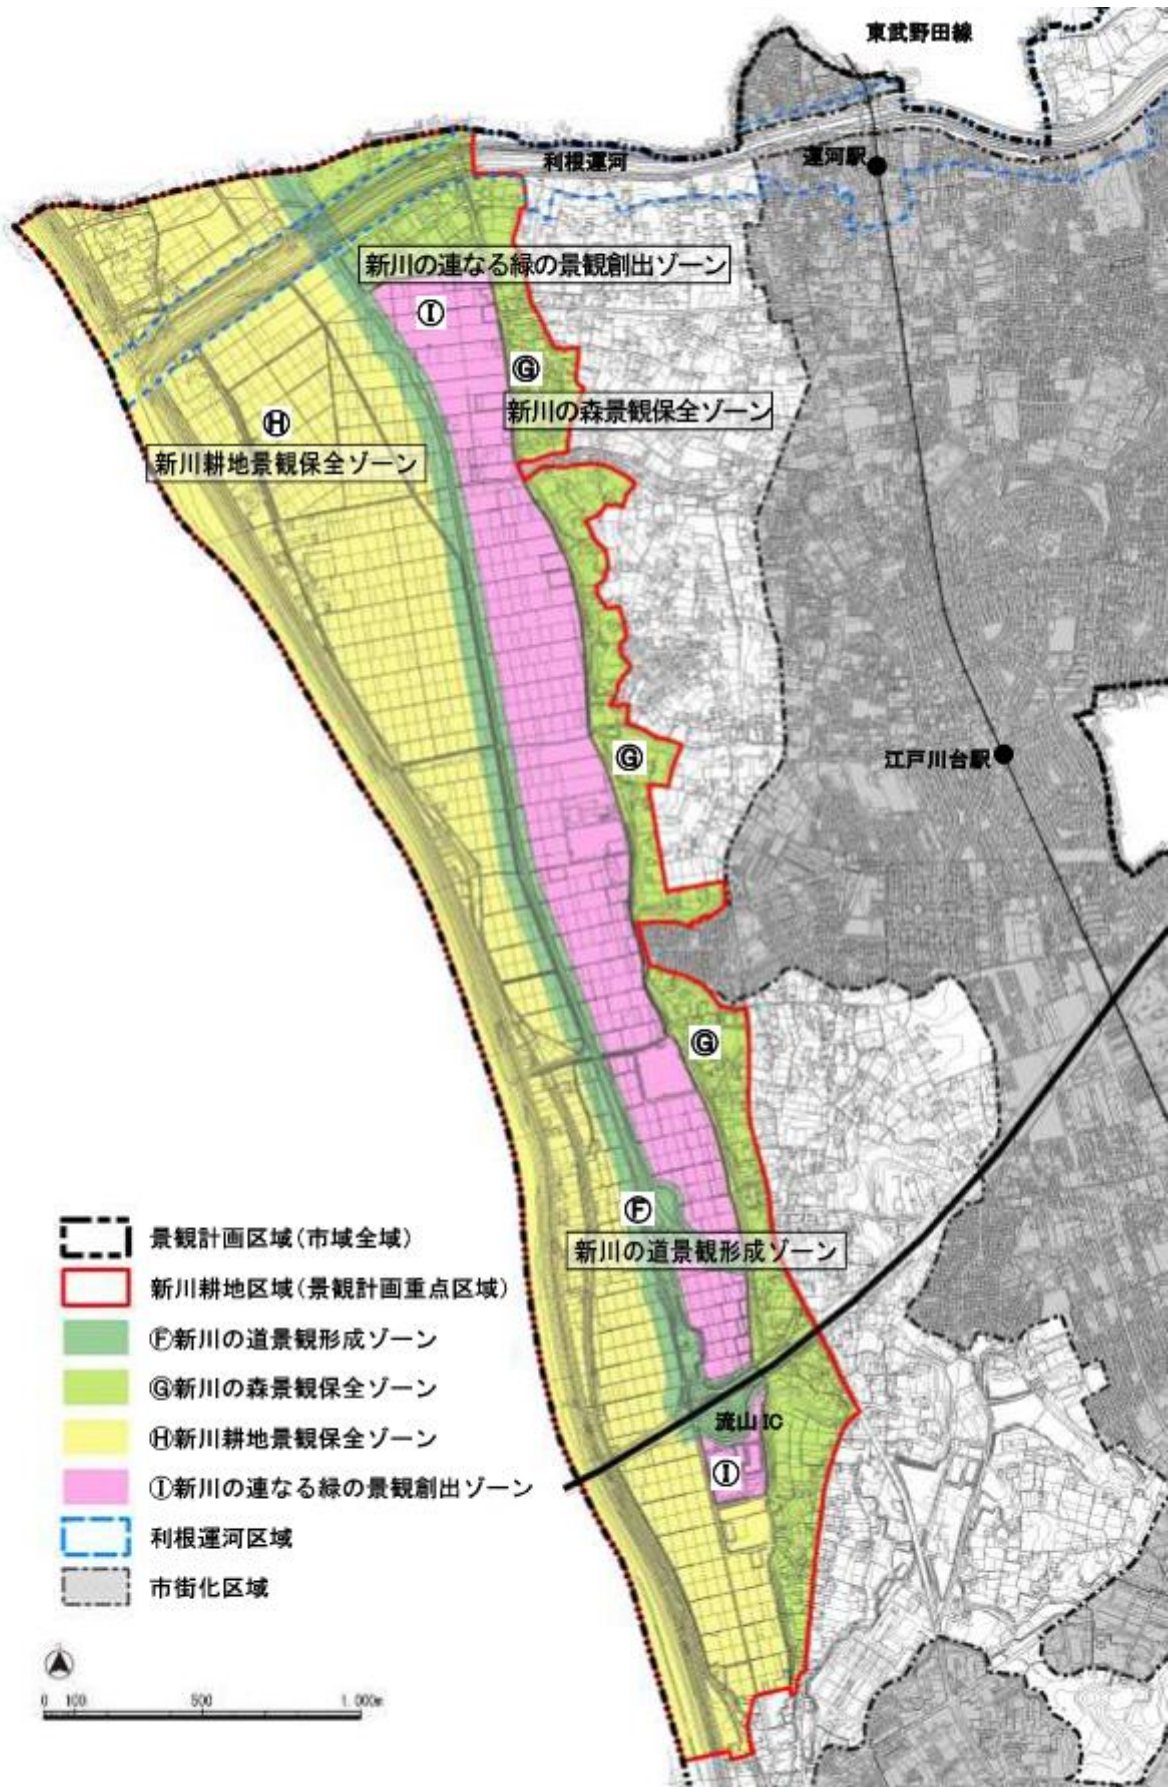 東武野田線
利根運河
運河駅
新川の連なる緑の景観創出ゾーン
Ⓘ
Ⓖ
新川の森景観保全ゾーン
Ⓗ
新川耕地景観保全ゾーン
Ⓖ
江戸川台駅
Ⓖ
Ⓕ
新川の道景観形成ゾーン
流山IC
Ⓘ
景観計画区域(市域全域)
新川耕地区域(景観計画重点区域)
Ⓕ新川の道景観形成ゾーン
Ⓖ新川の森景観保全ゾーン
Ⓗ新川耕地景観保全ゾーン
Ⓘ新川の連なる緑の景観創出ゾーン
利根運河区域
市街化区域
0 100 500 1,000m